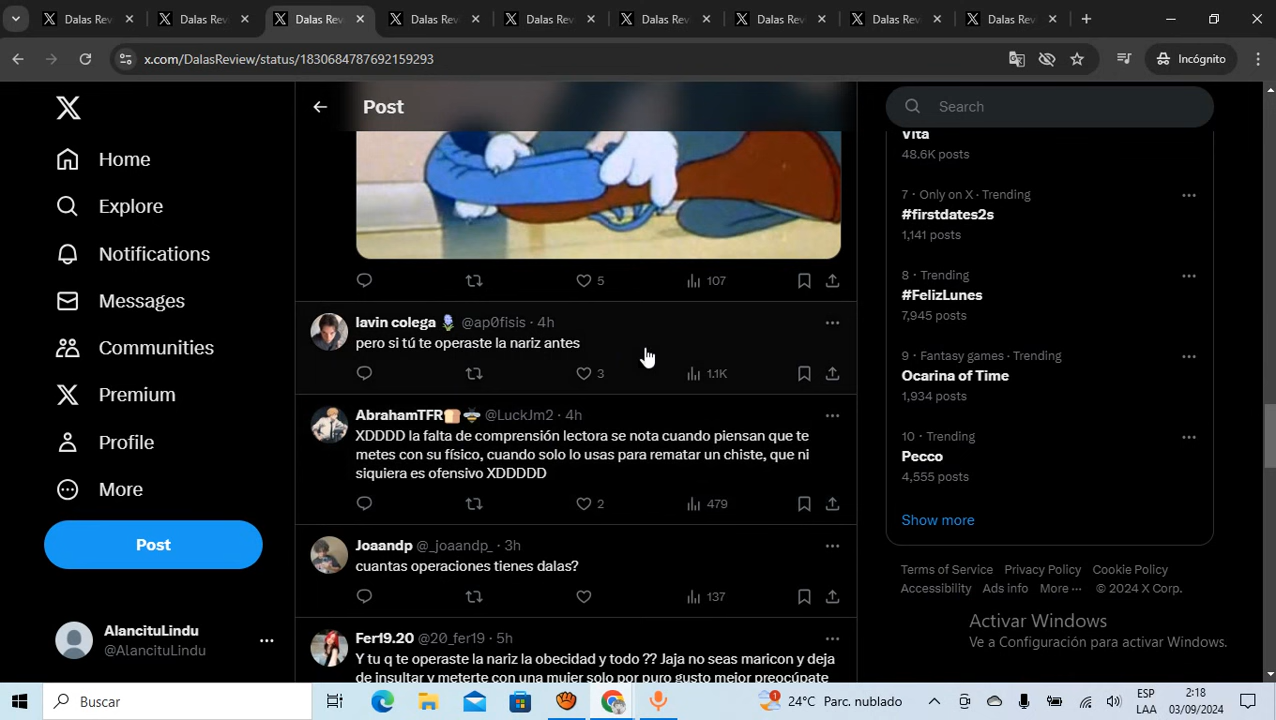 Dalas Rev
Dalas Rev
Dalas Rev
Dalas Rev
Dalas Rev
Dalas Rev
Dalas Rev
Dalas Rev
Dalas Rev
x.com/DalasReview/status/1830684787692159293
Incógnito
Home
Explore
Notifications
Messages
Communities
Premium
Profile
More
Post
AlancituLindu
@AlancituLindu
Post
5
107
lavin colega @ap0fisis · 4h
pero si tú te operaste la nariz antes
3
1.1K
AbrahamTFR @LuckJm2 · 4h
XDDDD la falta de comprensión lectora se nota cuando piensan que te
metes con su físico, cuando solo lo usas para rematar un chiste, que ni
siquiera es ofensivo XDDDDD
2
479
Joaandp @_joaandp_ · 3h
cuantas operaciones tienes dalas?
137
Fer19.20 @20_fer19 · 5h
Y tu q te operaste la nariz la obecidad y todo ?? Jaja no seas maricon y deja
de insultar y meterte con una mujer solo por puro gusto mejor preocúpate
Search
Vita
48.6K posts
7 · Only on X · Trending
#firstdates2s
1,141 posts
8 · Trending
#FelizLunes
7,945 posts
9 · Fantasy games · Trending
Ocarina of Time
1,934 posts
10 · Trending
Pecco
4,555 posts
Show more
Terms of Service Privacy Policy Cookie Policy
Accessibility Ads info More ··· © 2024 X Corp.
Activar Windows
Ve a Configuración para activar Windows.
Buscar
24°C Parc. nublado
ESP
LAA
2:18
03/09/2024